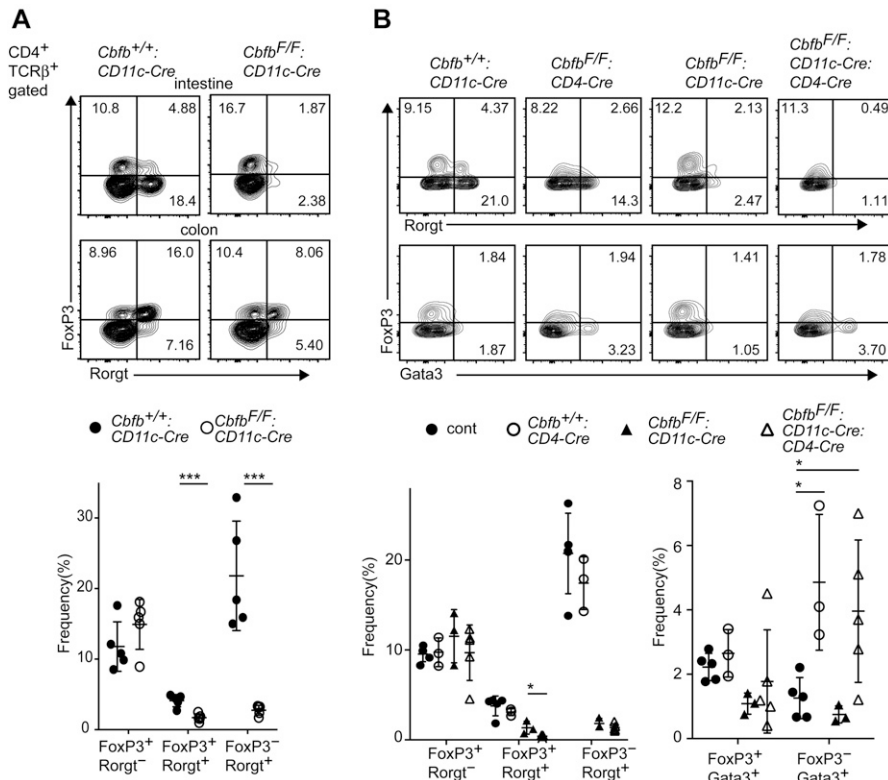 A
B
CD4+
TCRβ+
gated
Cbfb+/+:
CD11c-Cre
CbfbF/F:
CD11c-Cre
intestine
10.8 4.88 16.7 1.87
18.4 2.38
colon
8.96 16.0 10.4 8.06
7.16 5.40
FoxP3
Rorgt
Cbfb+/+:
CD11c-Cre
CbfbF/F:
CD4-Cre
CbfbF/F:
CD11c-Cre
CbfbF/F:
CD11c-Cre:
CD4-Cre
9.15 4.37 8.22 2.66 12.2 2.13 11.3 0.49
21.0 14.3 2.47 1.11
Rorgt
1.84 1.94 1.41 1.78
1.87 3.23 1.05 3.70
FoxP3
Gata3
Cbfb+/+:
CD11c-Cre
CbfbF/F:
CD11c-Cre
*** ***
Frequency(%)
30
20
10
0
FoxP3+
Rorgt−
FoxP3+
Rorgt+
FoxP3−
Rorgt+
cont
Cbfb+/+:
CD4-Cre
CbfbF/F:
CD11c-Cre
CbfbF/F:
CD11c-Cre:
CD4-Cre
*
Frequency(%)
20
10
0
FoxP3+
Rorgt−
FoxP3+
Rorgt+
FoxP3−
Rorgt+
*
*
Frequency(%)
8
6
4
2
0
FoxP3+
Gata3+
FoxP3−
Gata3+